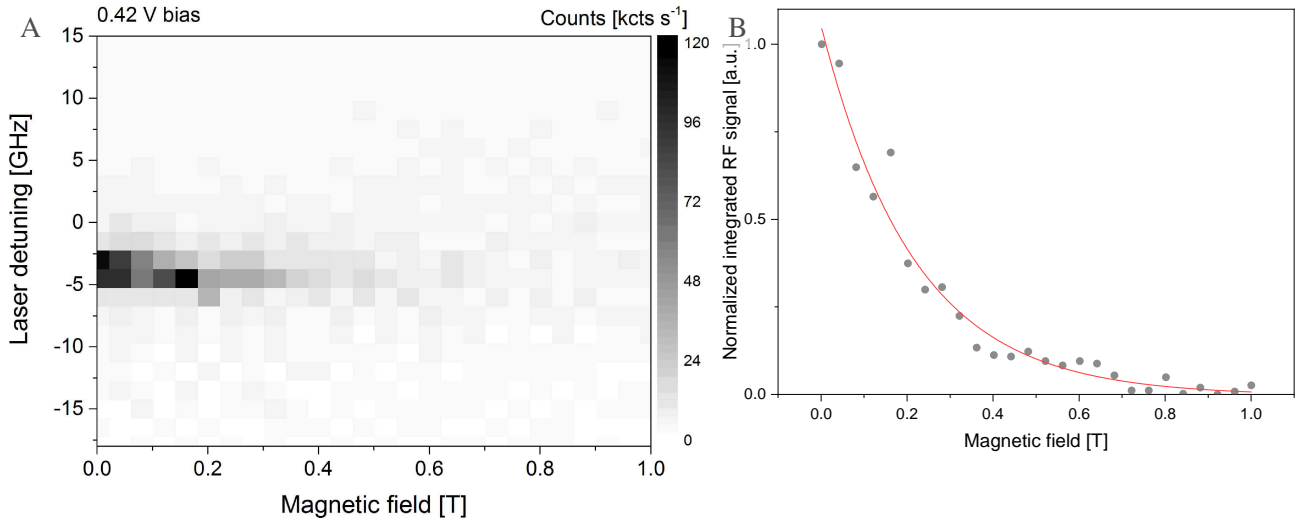 A
0.42 V bias
Counts [kcts s⁻¹]
15
10
5
0
-5
-10
-15
Laser detuning [GHz]
0.0 0.2 0.4 0.6 0.8 1.0
Magnetic field [T]
120
96
72
48
24
0
B
1.0
0.5
0.0
Normalized integrated RF signal [a.u.]
0.0 0.2 0.4 0.6 0.8 1.0
Magnetic field [T]